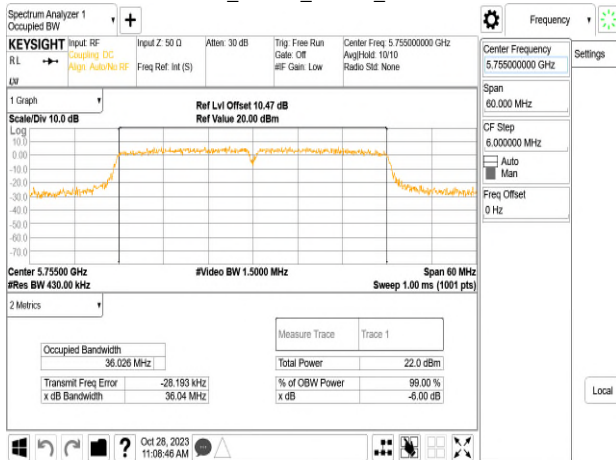 Spectrum Analyzer 1
Occupied BW
Frequency
KEYSIGHT
Input: RF
Input Z: 50 Ω
Atten: 30 dB
Trig: Free Run
Center Freq: 5.755000000 GHz
RL
Coupling: DC
Gate: Off
Avg|Hold: 10/10
Align: Auto/No RF
Freq Ref: Int (S)
#IF Gain: Low
Radio Std: None
LXI
Center Frequency
5.755000000 GHz
Settings
Span
60.000 MHz
CF Step
6.000000 MHz
Auto
Man
Freq Offset
0 Hz
1 Graph
Ref Lvl Offset 10.47 dB
Scale/Div 10.0 dB
Ref Value 20.00 dBm
Log
10.0
0.00
-10.0
-20.0
-30.0
-40.0
-50.0
-60.0
-70.0
Center 5.75500 GHz
#Video BW 1.5000 MHz
Span 60 MHz
#Res BW 430.00 kHz
Sweep 1.00 ms (1001 pts)
2 Metrics
Measure Trace
Trace 1
Occupied Bandwidth
36.026 MHz
Total Power
22.0 dBm
Transmit Freq Error
-28.193 kHz
% of OBW Power
99.00 %
x dB Bandwidth
36.04 MHz
x dB
-6.00 dB
Local
?
Oct 28, 2023
11:08:46 AM